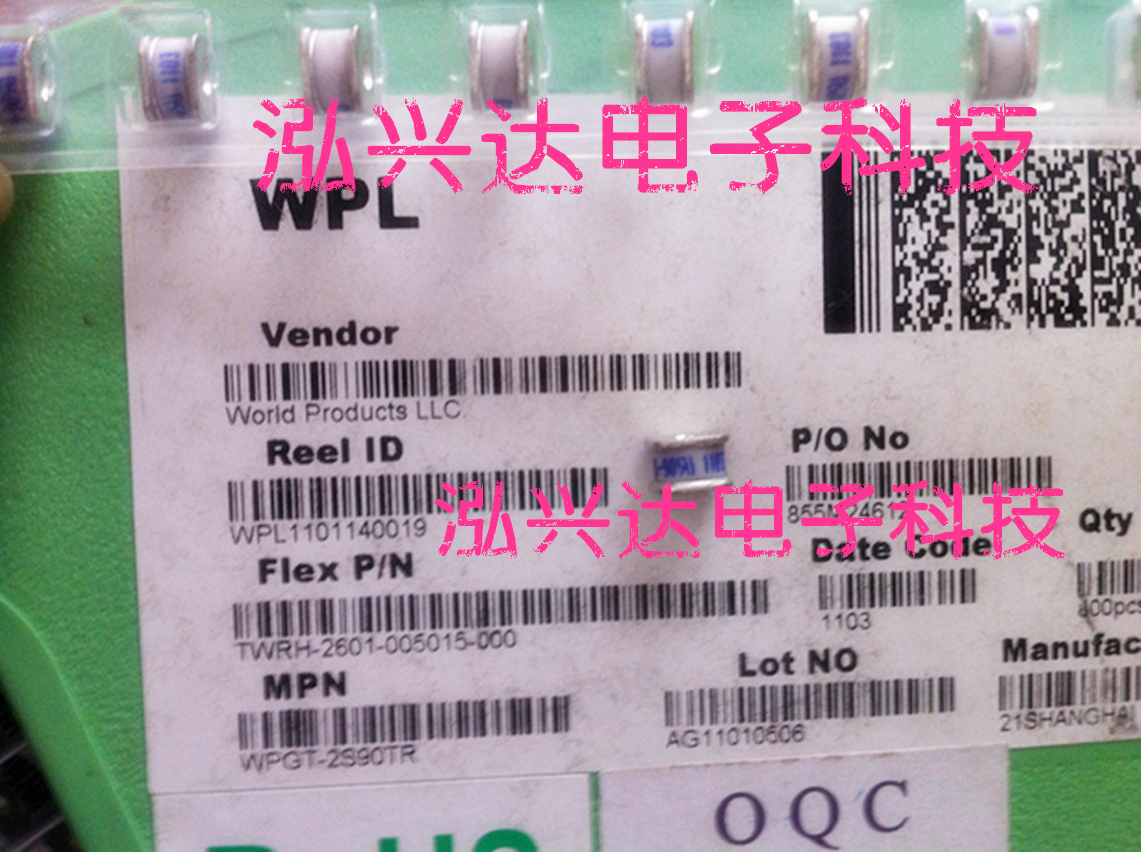 泓兴达电子科技
WPL
Vendor
World Products LLC
Reel ID
WPL1101140019
P/O No
泓兴达电子科技
Flex P/N
TWRH-2601-005015-000
Date Code
1103
Qty
400pcs
MPN
WPGT-2S90TR
Lot NO
AG11010606
Manufac
21SHANGHAI
RoHS
OQC